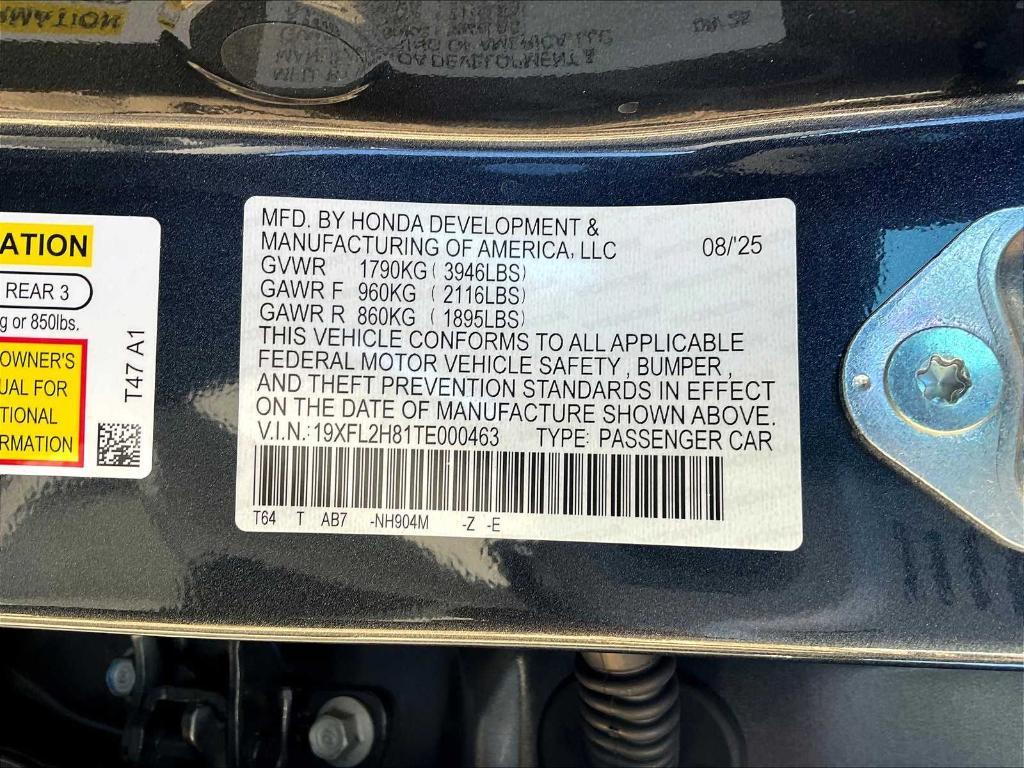 ATION
REAR 3
g or 850lbs.
OWNER'S
UAL FOR
TIONAL
FORMATION
T47 A1
MFD. BY HONDA DEVELOPMENT &
MANUFACTURING OF AMERICA, LLC 08/'25
GVWR 1790KG ( 3946LBS)
GAWR F 960KG ( 2116LBS)
GAWR R 860KG ( 1895LBS)
THIS VEHICLE CONFORMS TO ALL APPLICABLE
FEDERAL MOTOR VEHICLE SAFETY, BUMPER,
AND THEFT PREVENTION STANDARDS IN EFFECT
ON THE DATE OF MANUFACTURE SHOWN ABOVE.
V.I.N.:19XFL2H81TE000463 TYPE: PASSENGER CAR
T64 T AB7 -NH904M -Z -E